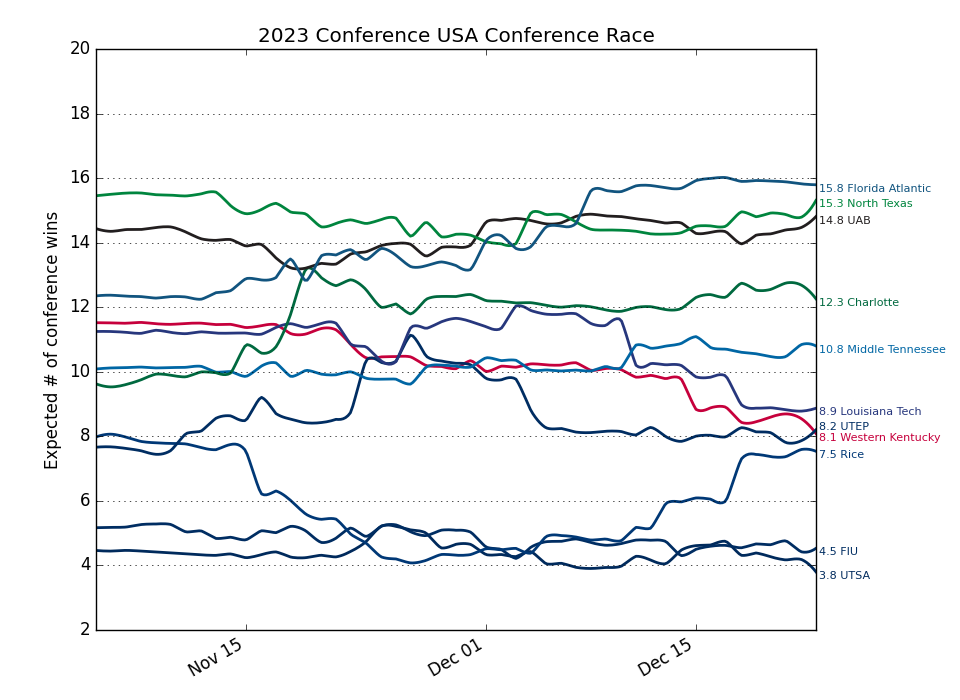 2023 Conference USA Conference Race
Expected # of conference wins
20
18
16
14
12
10
8
6
4
2
15.8 Florida Atlantic
15.3 North Texas
14.8 UAB
12.3 Charlotte
10.8 Middle Tennessee
8.9 Louisiana Tech
8.2 UTEP
8.1 Western Kentucky
7.5 Rice
4.5 FIU
3.8 UTSA
Nov 15
Dec 01
Dec 15